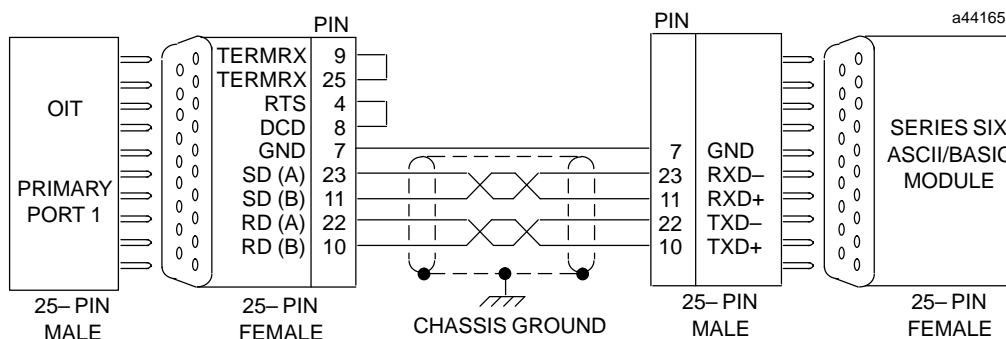 a44165
PIN
PIN
TERMRX 9
TERMRX 25
RTS 4
DCD 8
GND 7
SD (A) 23
SD (B) 11
RD (A) 22
RD (B) 10
7 GND
23 RXD–
11 RXD+
22 TXD–
10 TXD+
OIT
PRIMARY
PORT 1
SERIES SIX
ASCII/BASIC
MODULE
25– PIN
MALE
25– PIN
FEMALE
CHASSIS GROUND
25– PIN
MALE
25– PIN
FEMALE